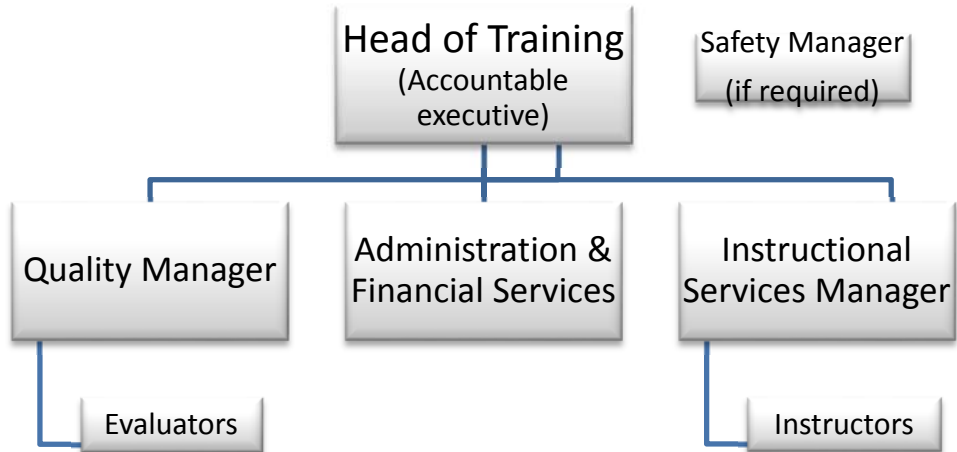 Head of Training
(Accountable
executive)
Safety Manager
(if required)
Quality Manager
Administration &
Financial Services
Instructional
Services Manager
Evaluators
Instructors